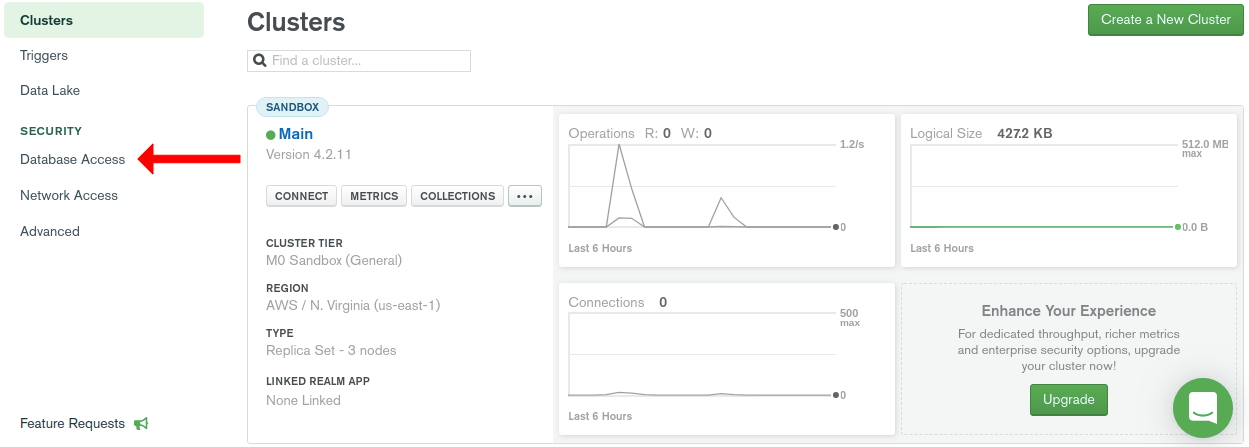 Clusters
Triggers
Data Lake
SECURITY
Database Access
Network Access
Advanced
Feature Requests
Clusters
Create a New Cluster
Find a cluster...
SANDBOX
Main
Version 4.2.11
CONNECT METRICS COLLECTIONS ...
CLUSTER TIER
M0 Sandbox (General)
REGION
AWS / N. Virginia (us-east-1)
TYPE
Replica Set - 3 nodes
LINKED REALM APP
None Linked
Operations R: 0 W: 0
1.2/s
0
Last 6 Hours
Logical Size 427.2 KB
512.0 MB
max
0.0 B
Last 6 Hours
Connections 0
500
max
0
Last 6 Hours
Enhance Your Experience
For dedicated throughput, richer metrics
and enterprise security options, upgrade
your cluster now!
Upgrade